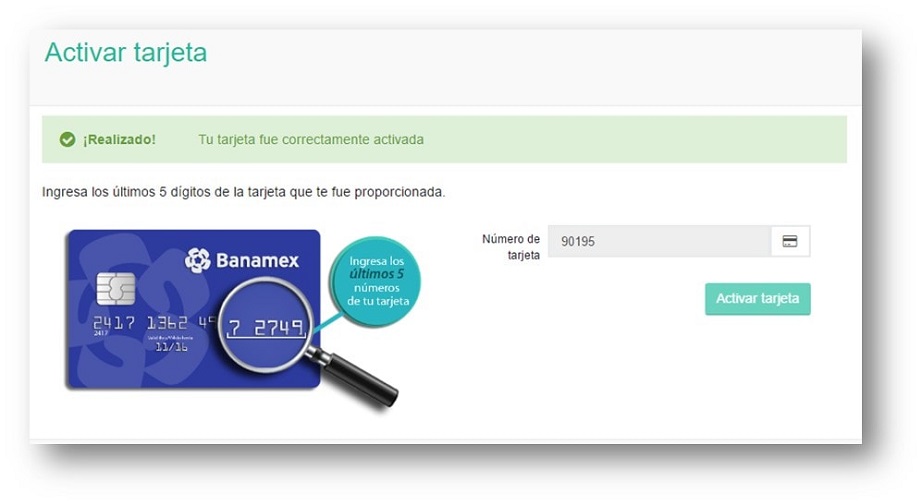 Activar tarjeta
¡Realizado! Tu tarjeta fue correctamente activada
Ingresa los últimos 5 dígitos de la tarjeta que te fue proporcionada.
Banamex
2417 1362 49 7 2749
2417
11/16
Ingresa los
últimos 5
números
de tu tarjeta
Número de
tarjeta
90195
Activar tarjeta